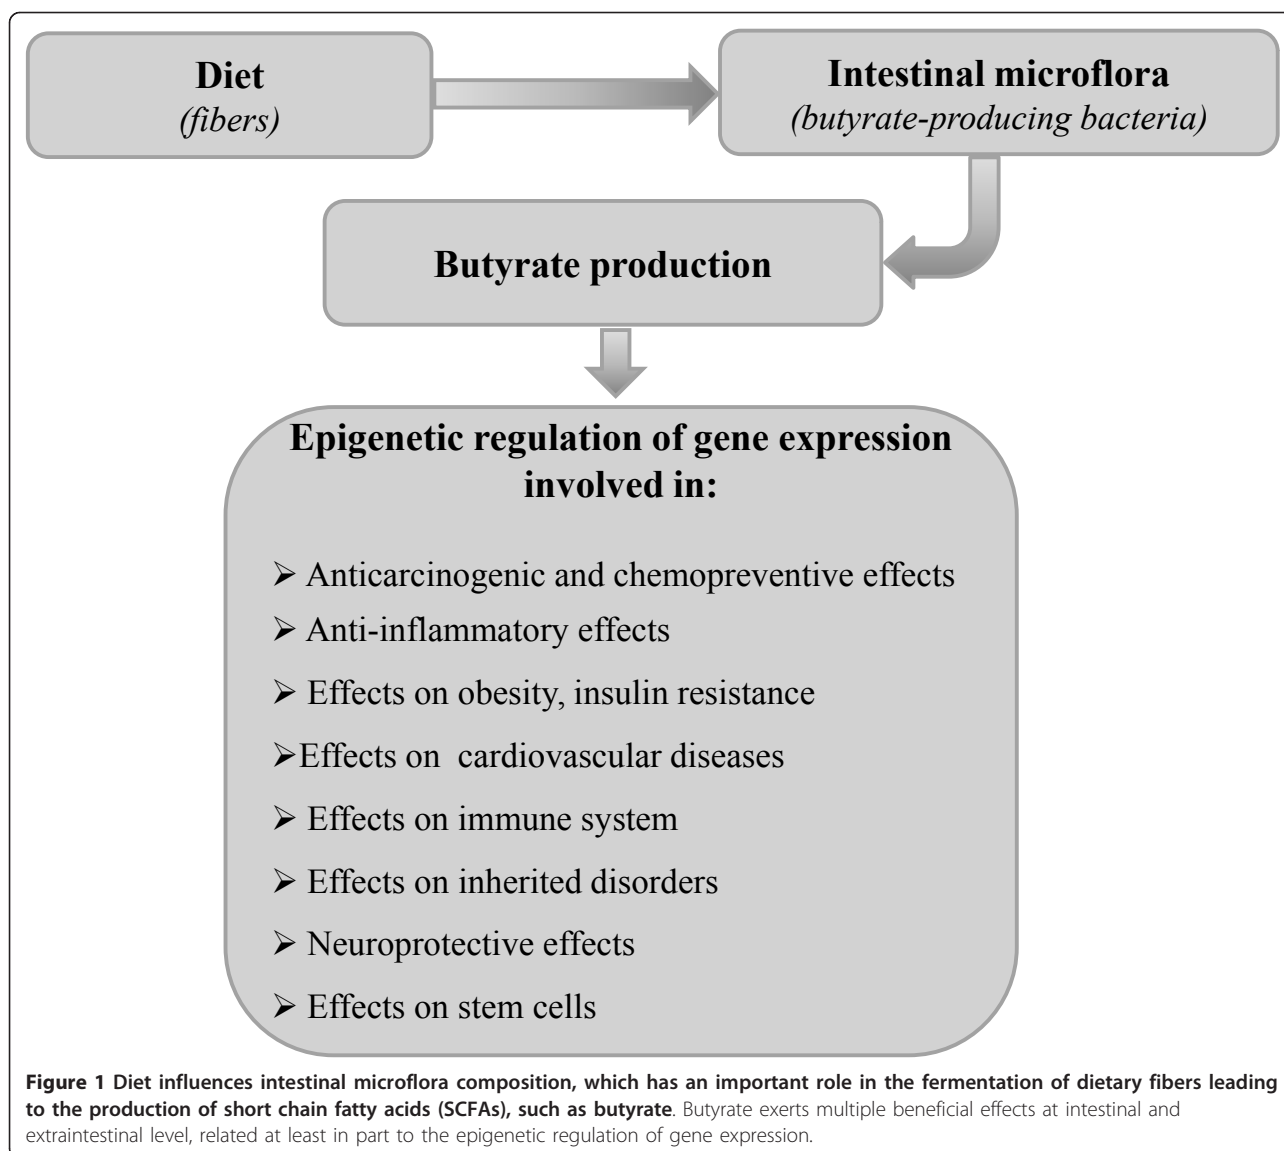 Diet
(fibers)
Intestinal microflora
(butyrate-producing bacteria)
Butyrate production
Epigenetic regulation of gene expression
involved in:
➢ Anticarcinogenic and chemopreventive effects
➢ Anti-inflammatory effects
➢ Effects on obesity, insulin resistance
➢Effects on  cardiovascular diseases
➢ Effects on immune system
➢ Effects on inherited disorders
➢ Neuroprotective effects
➢ Effects on stem cells
Figure 1 Diet influences intestinal microflora composition, which has an important role in the fermentation of dietary fibers leading
to the production of short chain fatty acids (SCFAs), such as butyrate. Butyrate exerts multiple beneficial effects at intestinal and
extraintestinal level, related at least in part to the epigenetic regulation of gene expression.